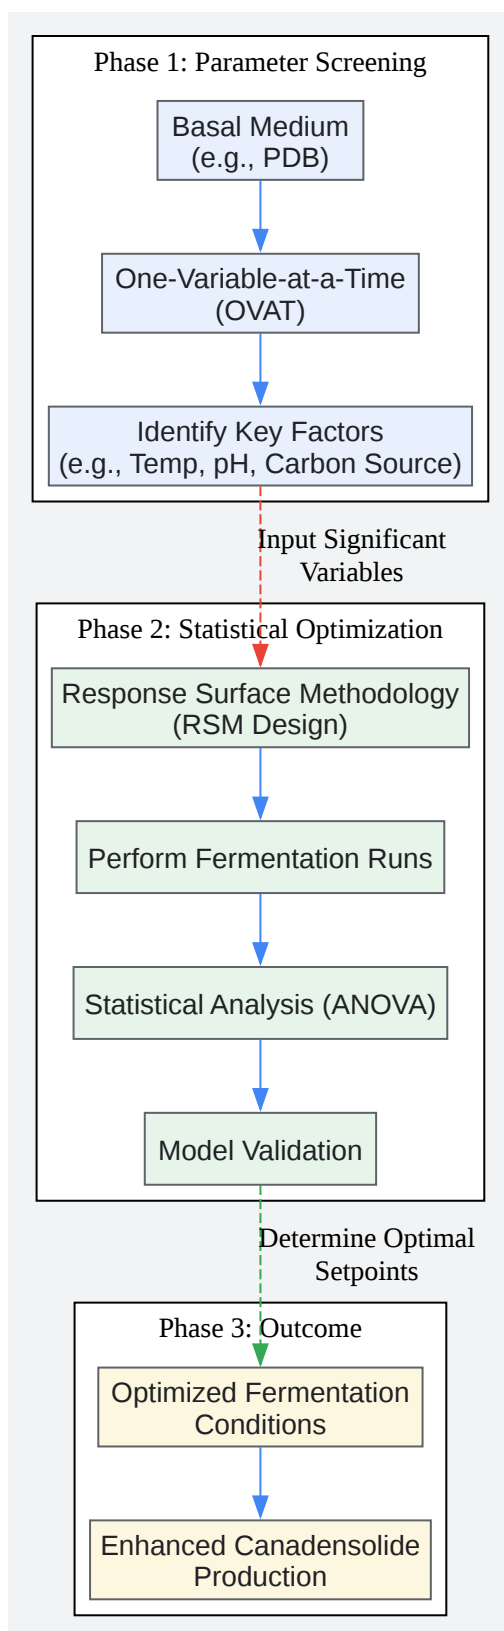 Phase 1: Parameter Screening
Basal Medium
(e.g., PDB)
One-Variable-at-a-Time
(OVAT)
Identify Key Factors
(e.g., Temp, pH, Carbon Source)
Input Significant
Variables
Phase 2: Statistical Optimization
Response Surface Methodology
(RSM Design)
Perform Fermentation Runs
Statistical Analysis (ANOVA)
Model Validation
Determine Optimal
Setpoints
Phase 3: Outcome
Optimized Fermentation
Conditions
Enhanced Canadensolide
Production